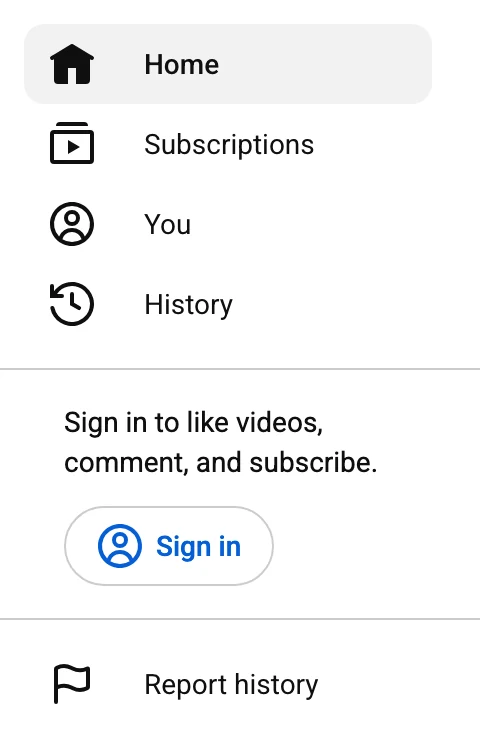 Home
Subscriptions
You
History
Sign in to like videos,
comment, and subscribe.
Sign in
Report history